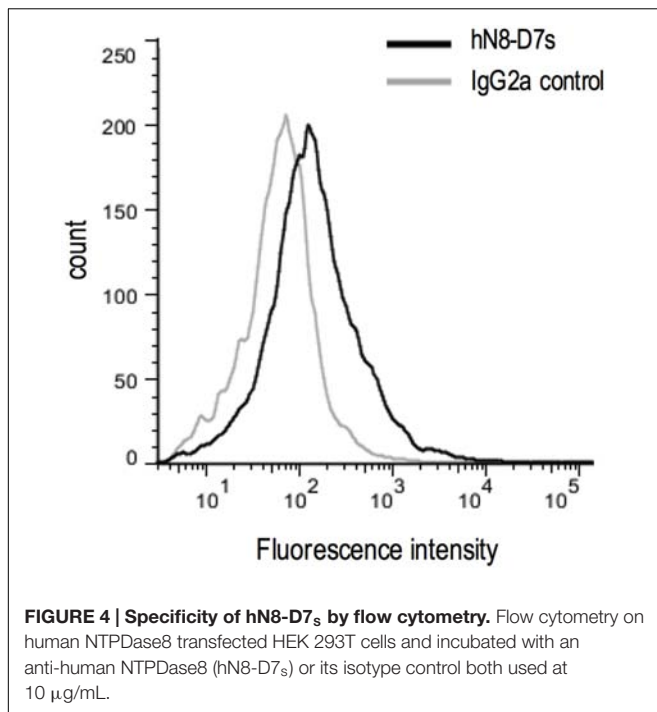 hN8-D7s
IgG2a control
250
200
150
100
50
0
count
10^1
10^2
10^3
10^4
10^5
Fluorescence intensity
FIGURE 4 | Specificity of hN8-D7s by flow cytometry. Flow cytometry on
human NTPDase8 transfected HEK 293T cells and incubated with an
anti-human NTPDase8 (hN8-D7s) or its isotype control both used at
10 μg/mL.